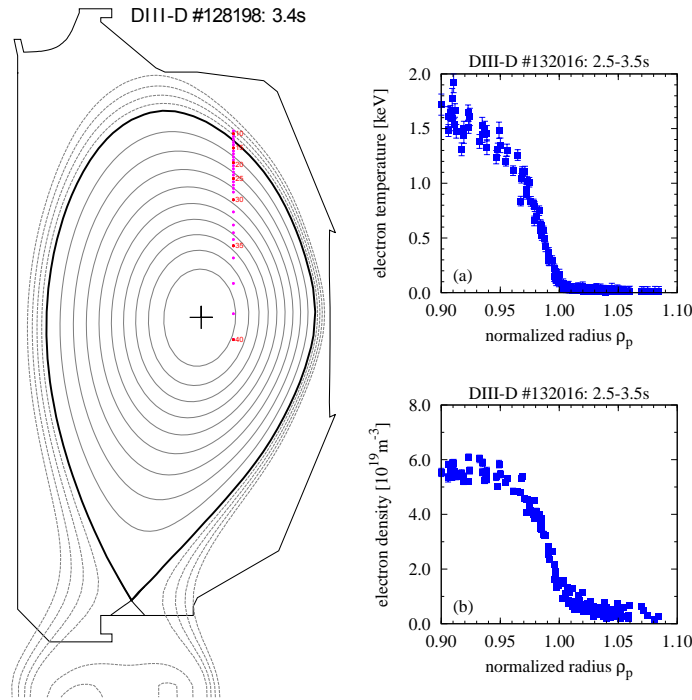 DIII-D #128198: 3.4s
10
15
20
25
30
35
40
DIII-D #132016: 2.5-3.5s
electron temperature [keV]
2.0
1.5
1.0
0.5
0.0
(a)
0.90 0.95 1.00 1.05 1.10
normalized radius ρp
DIII-D #132016: 2.5-3.5s
electron density [10^19 m^-3]
8.0
6.0
4.0
2.0
0.0
(b)
0.90 0.95 1.00 1.05 1.10
normalized radius ρp